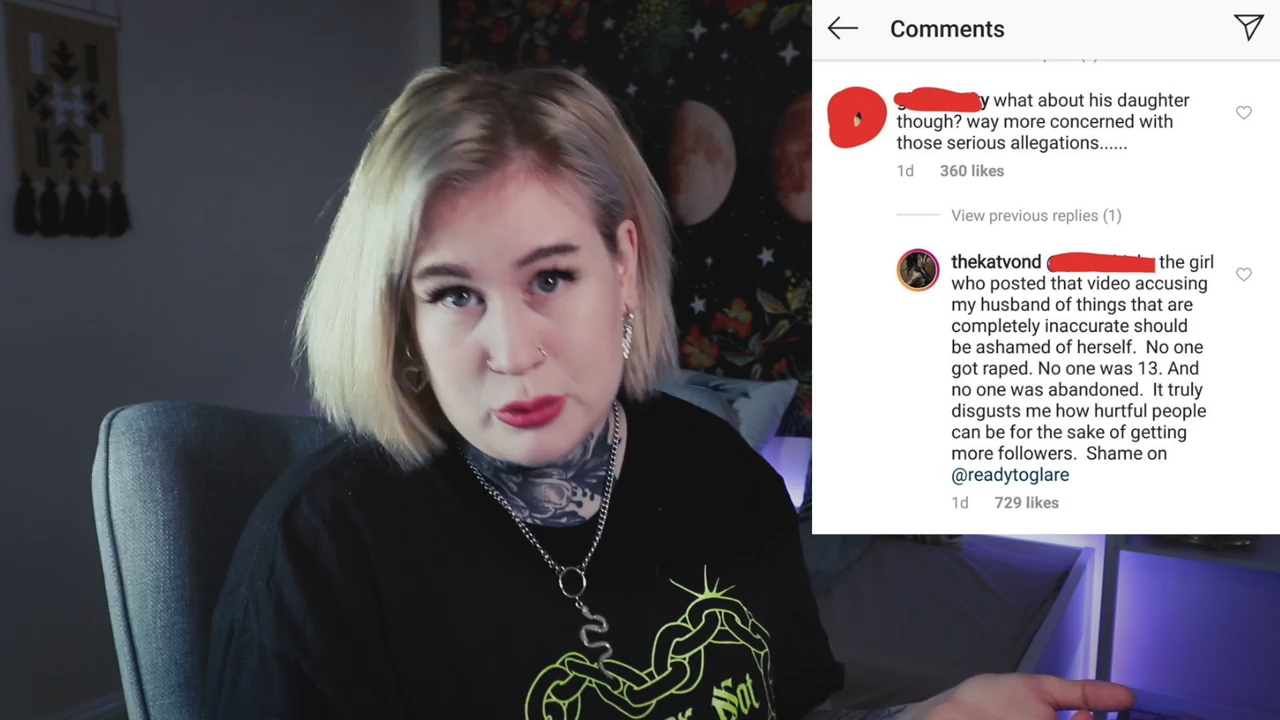 Comments
y what about his daughter
though? way more concerned with
those serious allegations......
1d 360 likes
View previous replies (1)
thekatvond the girl
who posted that video accusing
my husband of things that are
completely inaccurate should
be ashamed of herself. No one
got raped. No one was 13. And
no one was abandoned. It truly
disgusts me how hurtful people
can be for the sake of getting
more followers. Shame on
@readytoglare
1d 729 likes
Not